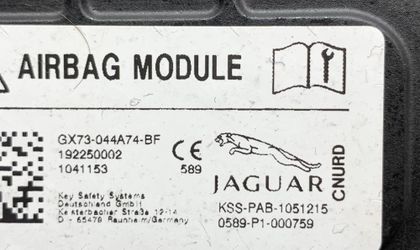 AIRBAG MODULE
GX73-044A74-BF
192250002
1041153
CE
589
JAGUAR
CNURD
Key Safety Systems
Deutschland GmbH
Kelsterbacher Straße 12-14
D - 65479 Raunheim/Germany
KSS-PAB-1051215
0589-P1-000759